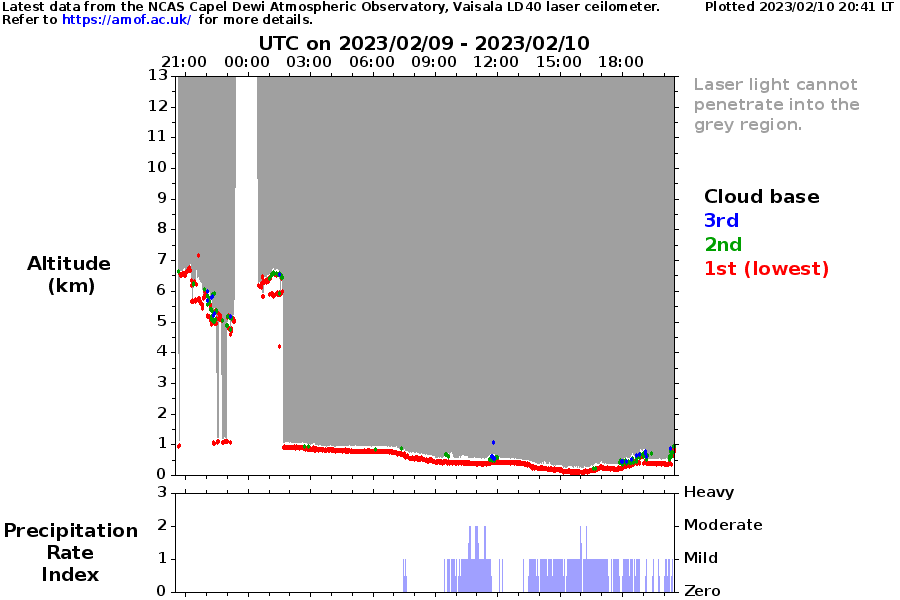 Latest data from the NCAS Capel Dewi Atmospheric Observatory, Vaisala LD40 laser ceilometer. Plotted 2023/02/10 20:41 LT
Refer to https://amof.ac.uk/ for more details.
UTC on 2023/02/09 - 2023/02/10
21:00 00:00 03:00 06:00 09:00 12:00 15:00 18:00
13
12
11
10
9
8
7
6
5
4
3
2
1
0
Altitude
(km)
Laser light cannot
penetrate into the
grey region.
Cloud base
3rd
2nd
1st (lowest)
3 Heavy
2 Moderate
1 Mild
0 Zero
Precipitation
Rate
Index